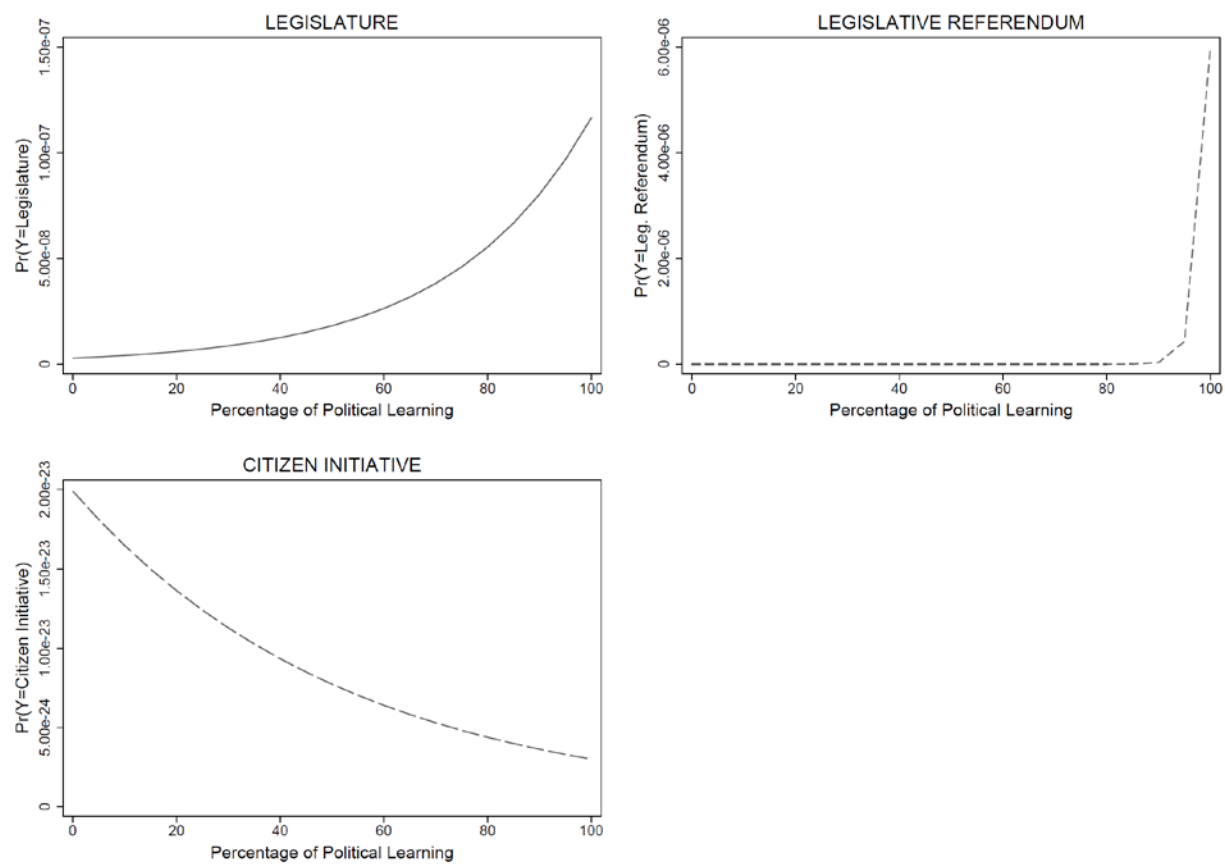 LEGISLATURE
Pr(Y=Legislature)
1.50e-07
1.00e-07
5.00e-08
0
0 20 40 60 80 100
Percentage of Political Learning
LEGISLATIVE REFERENDUM
Pr(Y=Leg. Referendum)
6.00e-06
4.00e-06
2.00e-06
0
0 20 40 60 80 100
Percentage of Political Learning
CITIZEN INITIATIVE
Pr(Y=Citizen Initiative)
2.00e-23
1.50e-23
1.00e-23
5.00e-24
0
0 20 40 60 80 100
Percentage of Political Learning